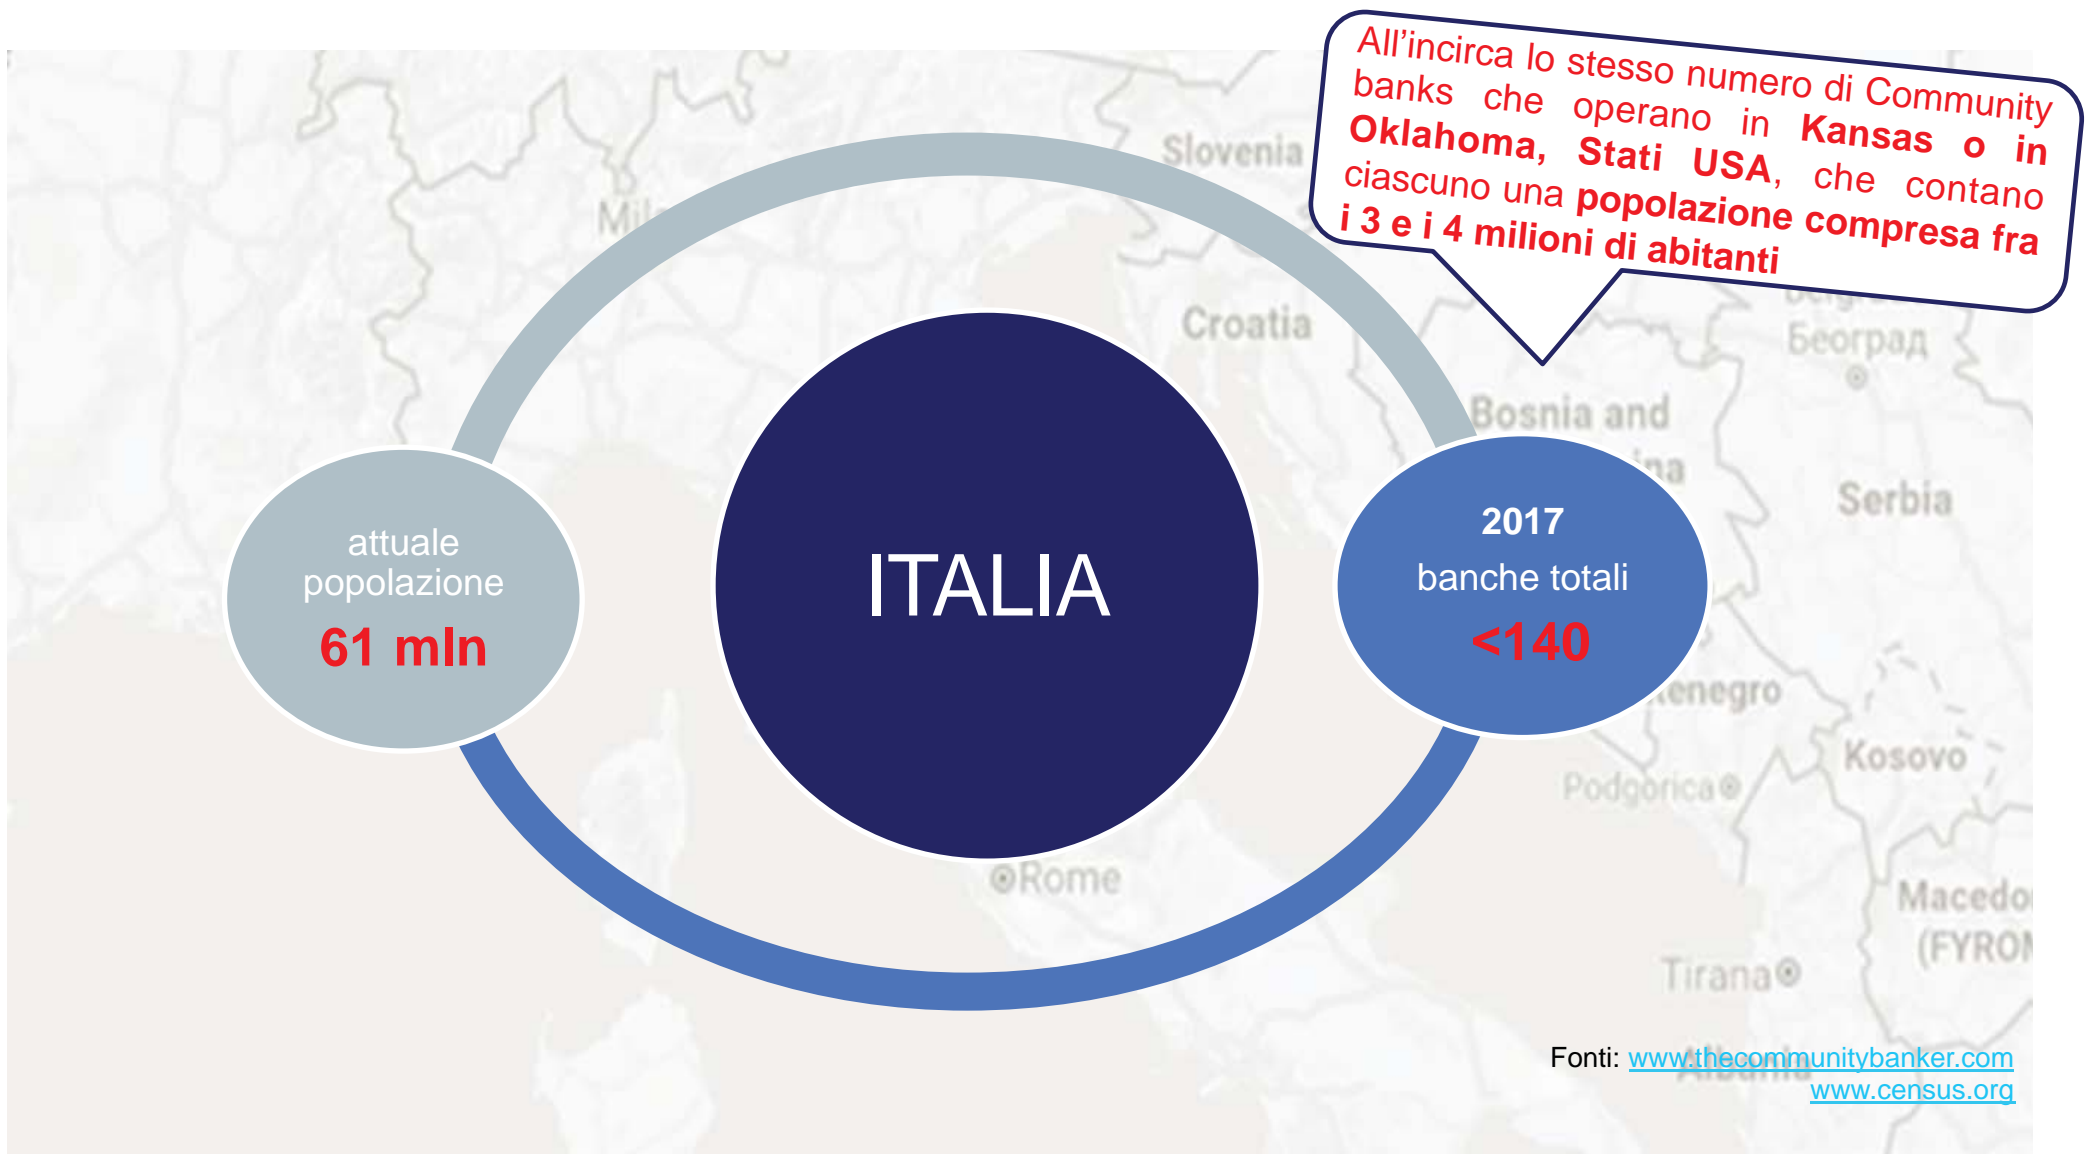 All'incirca lo stesso numero di Community
banks che operano in Kansas o in
Oklahoma, Stati USA, che contano
ciascuno una popolazione compresa fra
i 3 e i 4 milioni di abitanti
Slovenia
Croatia
Београд
Bosnia and
Serbia
attuale
popolazione
61 mln
ITALIA
2017
banche totali
<140
Kosovo
Podgorica
Rome
Tirana
Fonti: www.thecommunitybanker.com
www.census.org